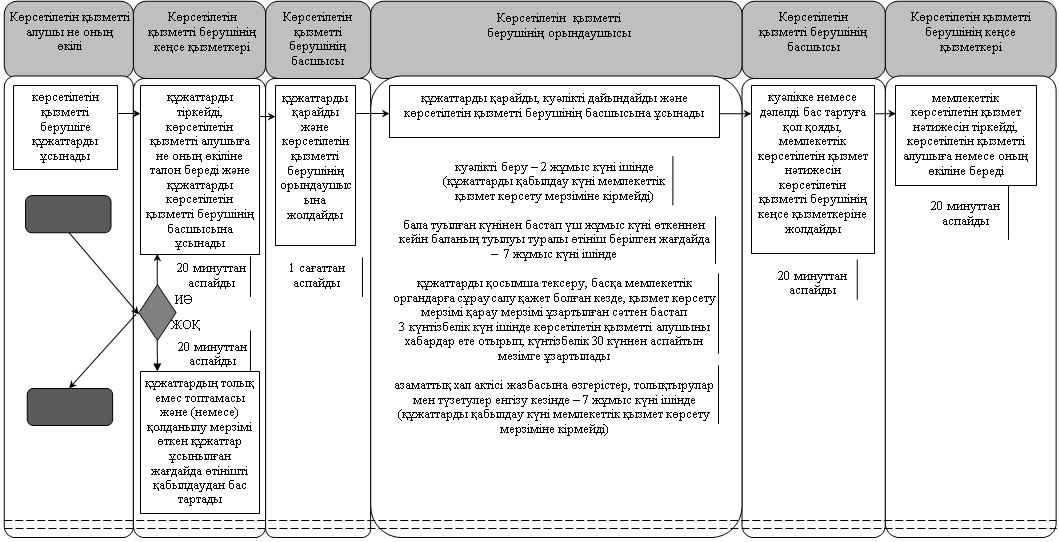 Көрсетілетін қызметті
алушы не оның
өкілі
Көрсетілетін
қызметті берушінің
кеңсе қызметкері
Көрсетілетін
қызметті
берушінің
басшысы
Көрсетілетін қызметті
берушінің орындаушысы
Көрсетілетін
қызметті берушінің
басшысы
Көрсетілетін қызметті
берушінің кеңсе
қызметкері
көрсетілетін
қызметті
берушіге
құжаттарды
ұсынады
құжаттарды
тіркейді,
көрсетілетін
қызметті алушыға
не оның өкіліне
талон береді және
құжаттарды
көрсетілетін
қызметті берушінің
басшысына
ұсынады
20 минуттан
аспайды
ИӘ
ЖОҚ
20 минуттан
аспайды
құжаттардың толық
емес топтамасы
және (немесе)
қолданылу мерзімі
өткен құжаттар
ұсынылған
жағдайда өтінішті
қабылдаудан бас
тартады
құжаттарды
қарайды
және
көрсетілетін
қызметті
берушінің
орындаушыс
ына
жолдайды
1 сағаттан
аспайды
құжаттарды қарайды, куәлікті дайындайды және
көрсетілетін қызметті берушінің басшысына ұсынады
куәлікті беру – 2 жұмыс күні ішінде
(құжаттарды қабылдау күні мемлекеттік
қызмет көрсету мерзіміне кірмейді)
бала туылған күнінен бастап үш жұмыс күні өткеннен
кейін баланың туылуы туралы өтініш берілген жағдайда
– 7 жұмыс күні ішінде
құжаттарды қосымша тексеру, басқа мемлекеттік
органдарға сұрау салу қажет болған кезде, қызмет көрсету
мерзімі қарау мерзімі ұзартылған сәттен бастап
3 күнтізбелік күн ішінде көрсетілетін қызметті алушыны
хабардар ете отырып, күнтізбелік 30 күннен аспайтын
мезімге ұзартылады
азаматтық хал актісі жазбасына өзгерістер, толықтырулар
мен түзетулер енгізу кезінде – 7 жұмыс күні ішінде
(құжаттарды қабылдау күні мемлекеттік қызмет көрсету
мерзіміне кірмейді)
куәлікке немесе
дәлелді бас тартуға
қол қояды,
мемлекеттік
көрсетілетін қызмет
нәтижесін
көрсетілетін
қызметті берушінің
кеңсе қызметкеріне
жолдайды
20 минуттан
аспайды
мемлекеттік
көрсетілетін қызмет
нәтижесін тіркейді,
көрсетілетін қызметті
алушыға немесе оның
өкіліне береді
20 минуттан
аспайды